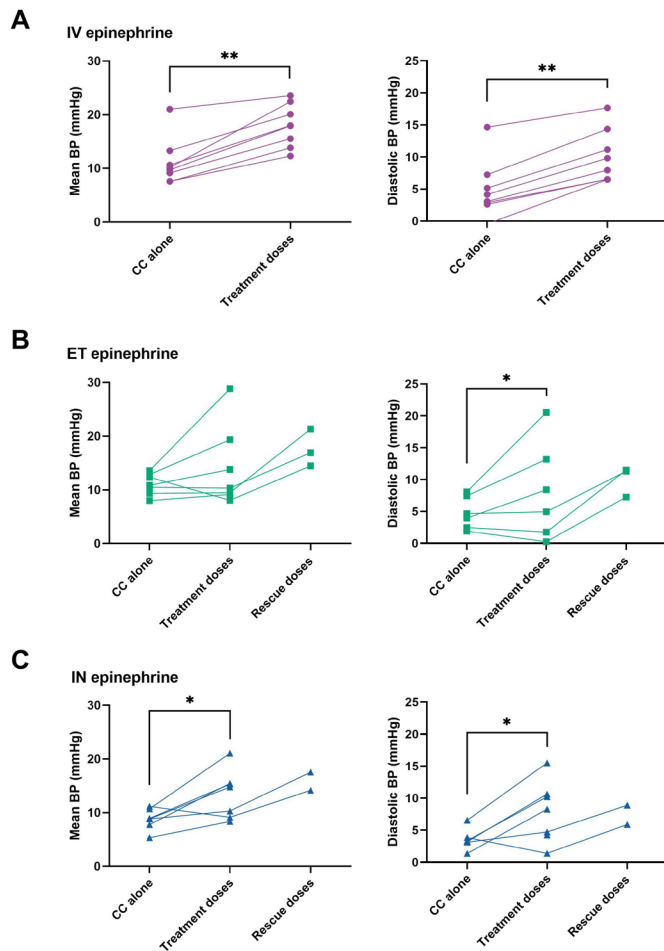 A
IV epinephrine
**
30
20
10
0
Mean BP (mmHg)
CC alone
Treatment doses
**
25
20
15
10
5
0
Diastolic BP (mmHg)
CC alone
Treatment doses
B
ET epinephrine
30
20
10
0
Mean BP (mmHg)
CC alone
Treatment doses
Rescue doses
*
25
20
15
10
5
0
Diastolic BP (mmHg)
CC alone
Treatment doses
Rescue doses
C
IN epinephrine
*
30
20
10
0
Mean BP (mmHg)
CC alone
Treatment doses
Rescue doses
*
25
20
15
10
5
0
Diastolic BP (mmHg)
CC alone
Treatment doses
Rescue doses